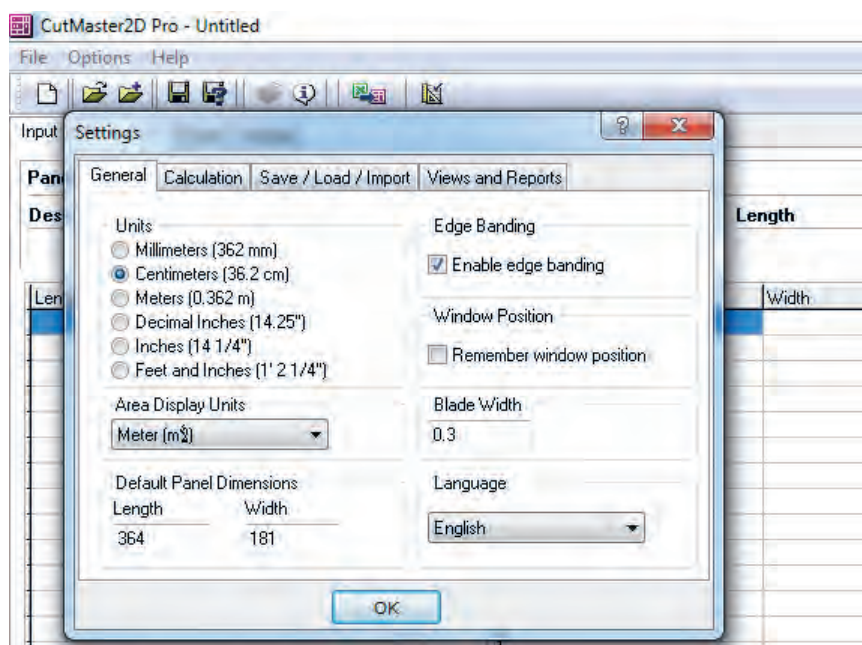 CutMaster2D Pro - Untitled
File Options Help
Input
Settings
Pan
General Calculation Save / Load / Import Views and Reports
Des
Length
Units
Millimeters (362 mm)
Centimeters (36.2 cm)
Meters (0.362 m)
Decimal Inches (14.25")
Inches (14 1/4")
Feet and Inches (1' 2 1/4")
Edge Banding
Enable edge banding
Window Position
Remember window position
Len
Width
Area Display Units
Meter (m²)
Blade Width
0.3
Default Panel Dimensions
Length Width
364 181
Language
English
OK